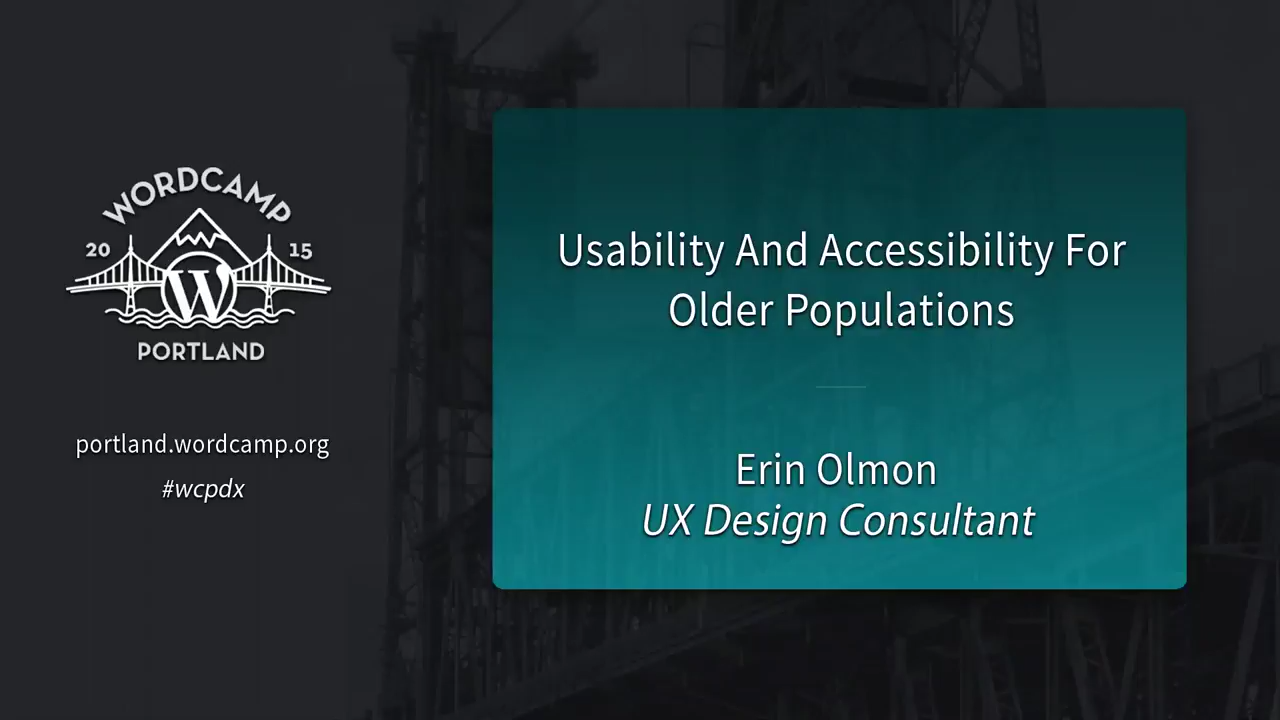 WORDCAMP
20 15
PORTLAND
portland.wordcamp.org
#wcpdx
Usability And Accessibility For
Older Populations
Erin Olmon
UX Design Consultant